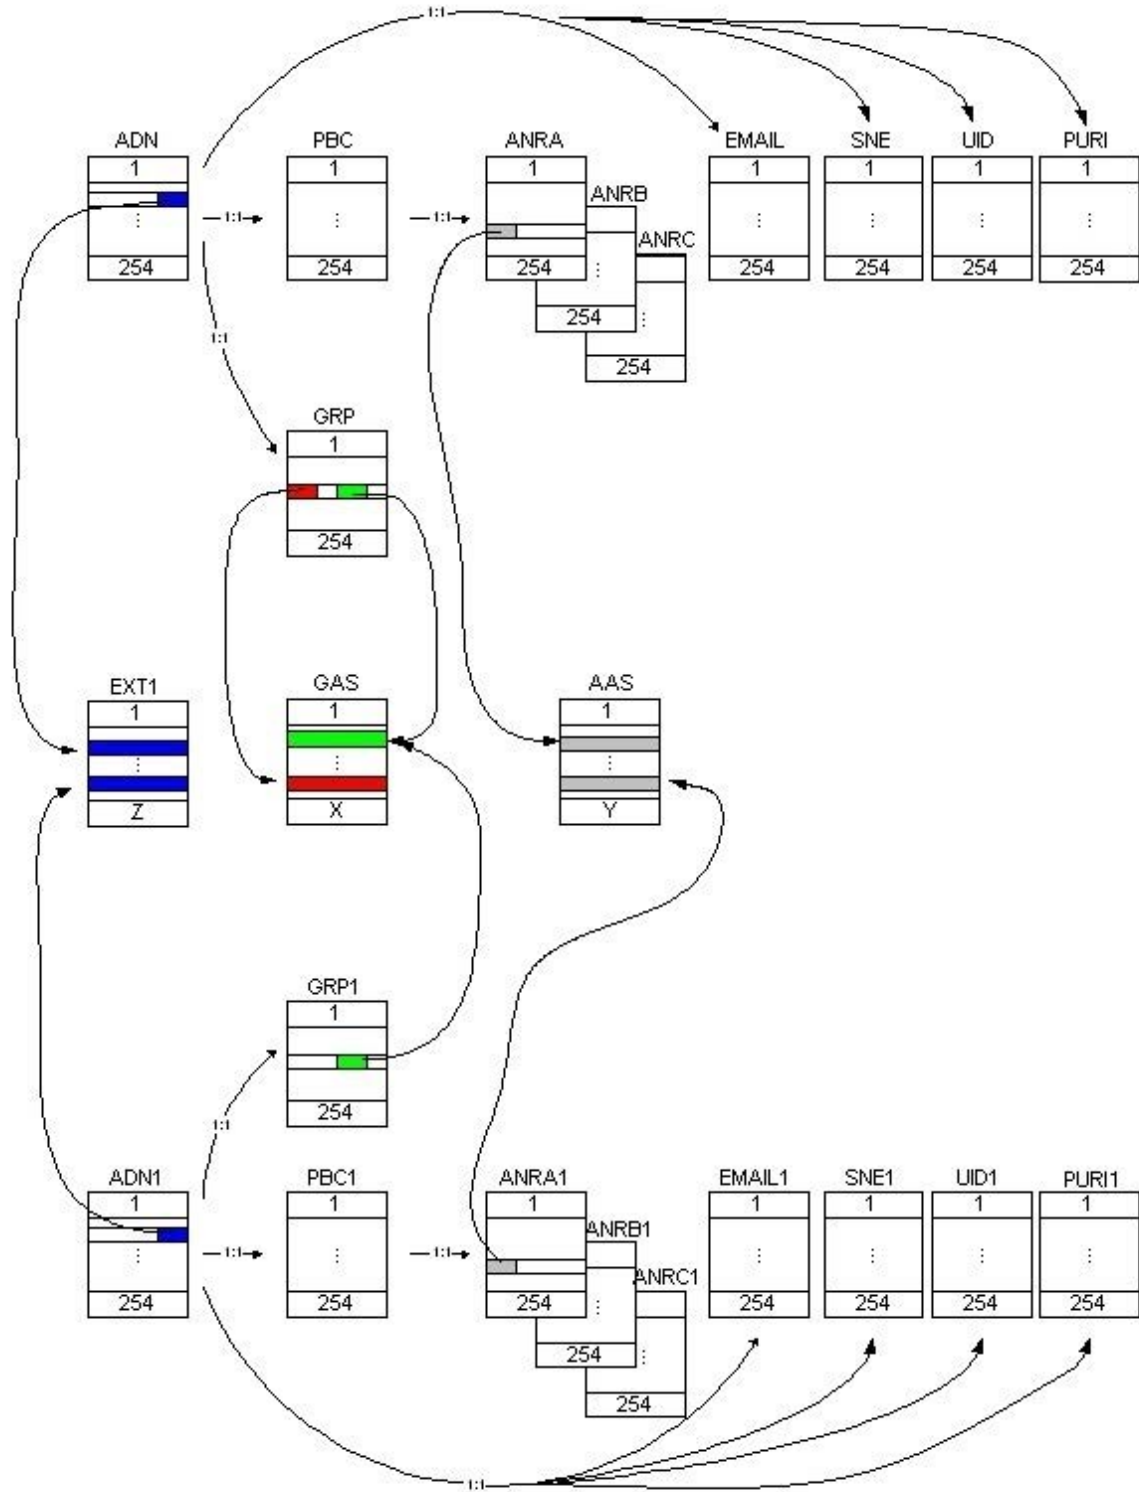 1:1
ADN PBC ANRA EMAIL SNE UID PURI
1 1 1 1 1 1 1
ANRB
⋮ 1:1 ⋮ 1:1 ⋮ ⋮ ⋮ ⋮
ANRC
254 254 254 ⋮ 254 254 254 254
254 ⋮
1:1
254
GRP
1
254
EXT1 GAS AAS
1 1 1
⋮ ⋮ ⋮
Z X Y
GRP1
1
254
1:1
ADN1 PBC1 ANRA1 EMAIL1 SNE1 UID1 PURI1
1 1 1 1 1 1 1
ANRB1
⋮ 1:1 ⋮ 1:1 ⋮ ⋮ ⋮ ⋮
ANRC1
254 254 254 ⋮ 254 254 254 254
254 ⋮
254
1:1